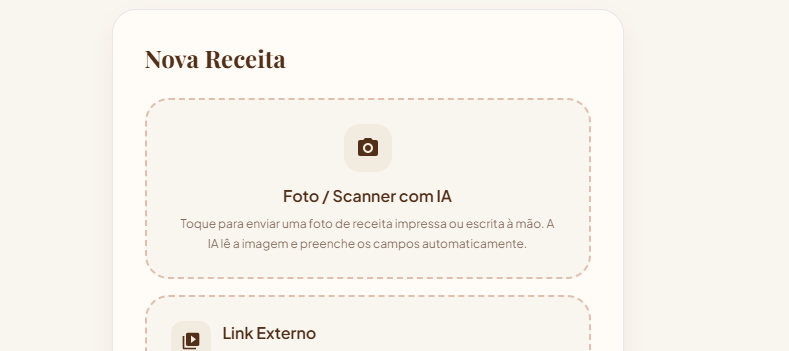 Nova Receita
Foto / Scanner com IA
Toque para enviar uma foto de receita impressa ou escrita à mão. A
IA lê a imagem e preenche os campos automaticamente.
Link Externo